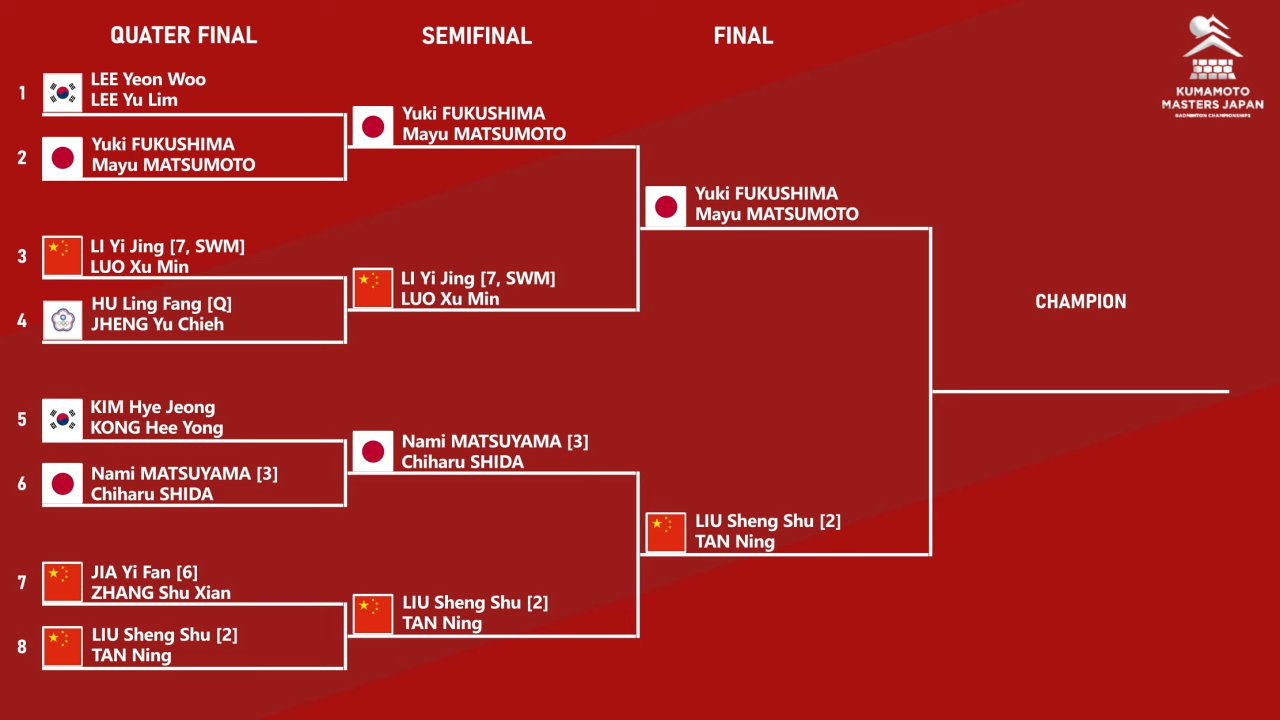 QUATER FINAL
SEMIFINAL
FINAL
KUMAMOTO
MASTERS JAPAN
BADMINTON CHAMPIONSHIPS
1
LEE Yeon Woo
LEE Yu Lim
2
Yuki FUKUSHIMA
Mayu MATSUMOTO
3
LI Yi Jing [7, SWM]
LUO Xu Min
4
HU Ling Fang [Q]
JHENG Yu Chieh
5
KIM Hye Jeong
KONG Hee Yong
6
Nami MATSUYAMA [3]
Chiharu SHIDA
7
JIA Yi Fan [6]
ZHANG Shu Xian
8
LIU Sheng Shu [2]
TAN Ning
Yuki FUKUSHIMA
Mayu MATSUMOTO
LI Yi Jing [7, SWM]
LUO Xu Min
Nami MATSUYAMA [3]
Chiharu SHIDA
LIU Sheng Shu [2]
TAN Ning
Yuki FUKUSHIMA
Mayu MATSUMOTO
LIU Sheng Shu [2]
TAN Ning
CHAMPION